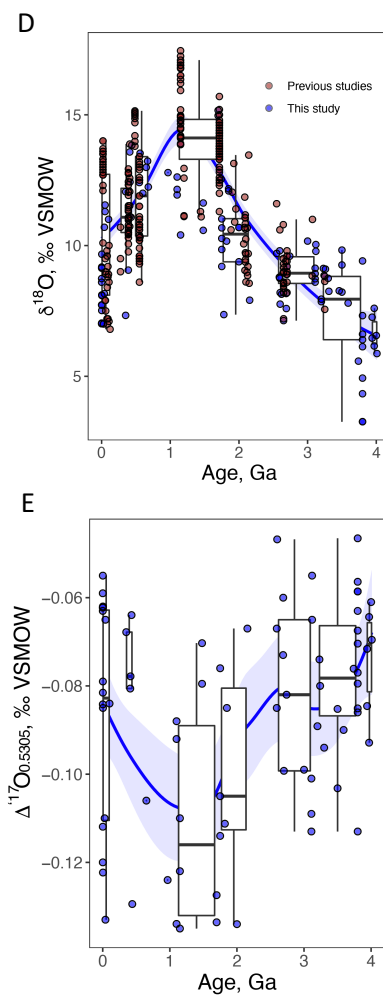 D
Previous studies
This study
15
10
5
δ¹⁸O, ‰ VSMOW
0 1 2 3 4
Age, Ga
E
−0.06
−0.08
−0.10
−0.12
Δ'¹⁷O₀.₅₃₀₅, ‰ VSMOW
0 1 2 3 4
Age, Ga